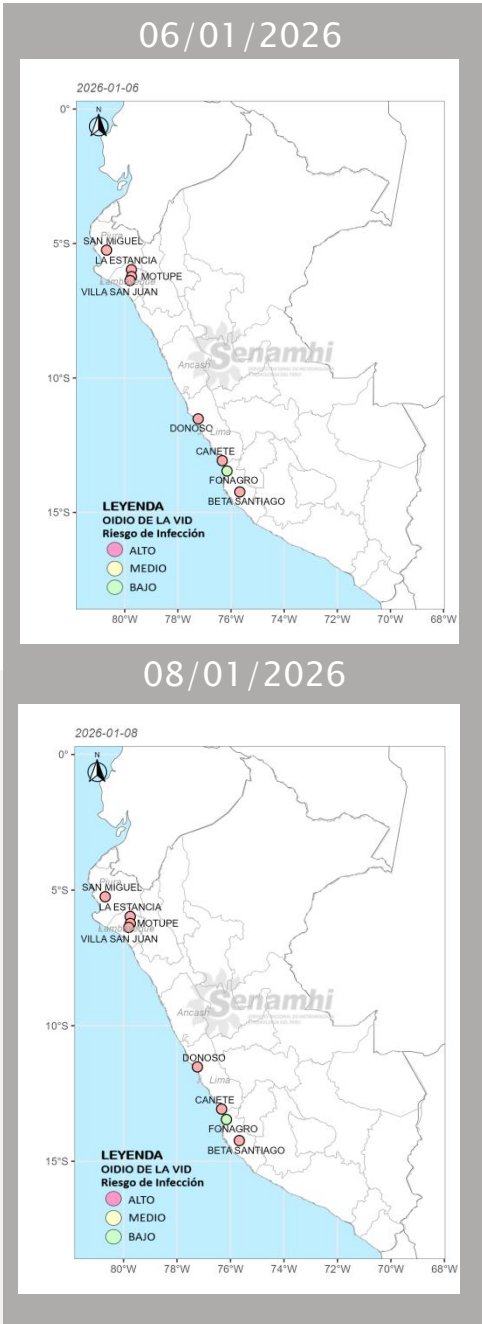 06/01/2026
2026-01-06
N
0°
Piura
SAN MIGUEL
5°S
LA ESTANCIA
MOTUPE
VILLA SAN JUAN
Senamhi
Ancash
10°S
DONOSO
Lima
CANETE
FONAGRO
BETA SANTIAGO
LEYENDA
15°S
OIDIO DE LA VID
Riesgo de Infección
ALTO
MEDIO
BAJO
80°W 78°W 76°W 74°W 72°W 70°W 68°W
08/01/2026
2026-01-08
N
0°
Piura
SAN MIGUEL
5°S
LA ESTANCIA
MOTUPE
VILLA SAN JUAN
Senamhi
Ancash
10°S
DONOSO
Lima
CANETE
FONAGRO
BETA SANTIAGO
LEYENDA
15°S
OIDIO DE LA VID
Riesgo de Infección
ALTO
MEDIO
BAJO
80°W 78°W 76°W 74°W 72°W 70°W 68°W